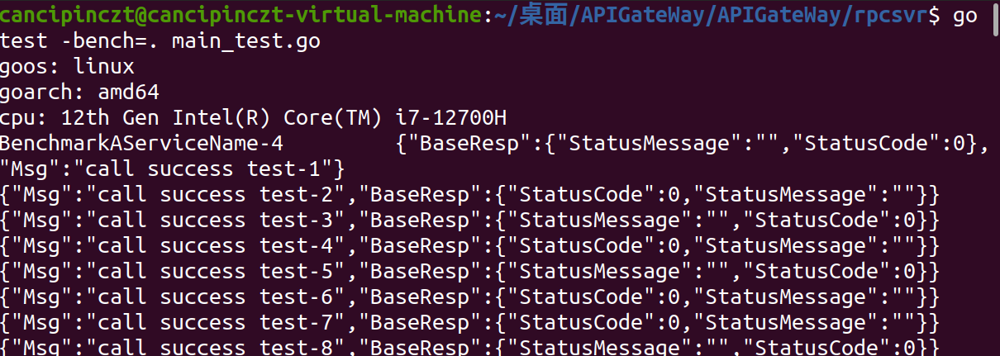 cancipinczt@cancipinczt-virtual-machine:~/桌面/APIGateWay/APIGateWay/rpcsvr$ go
test -bench=. main_test.go
goos: linux
goarch: amd64
cpu: 12th Gen Intel(R) Core(TM) i7-12700H
BenchmarkAServiceName-4         {"BaseResp":{"StatusMessage":"","StatusCode":0},
"Msg":"call success test-1"}
{"Msg":"call success test-2","BaseResp":{"StatusCode":0,"StatusMessage":""}}
{"Msg":"call success test-3","BaseResp":{"StatusMessage":"","StatusCode":0}}
{"Msg":"call success test-4","BaseResp":{"StatusCode":0,"StatusMessage":""}}
{"Msg":"call success test-5","BaseResp":{"StatusMessage":"","StatusCode":0}}
{"Msg":"call success test-6","BaseResp":{"StatusCode":0,"StatusMessage":""}}
{"Msg":"call success test-7","BaseResp":{"StatusCode":0,"StatusMessage":""}}
{"Msg":"call success test-8","BaseResp":{"StatusMessage":"","StatusCode":0}}